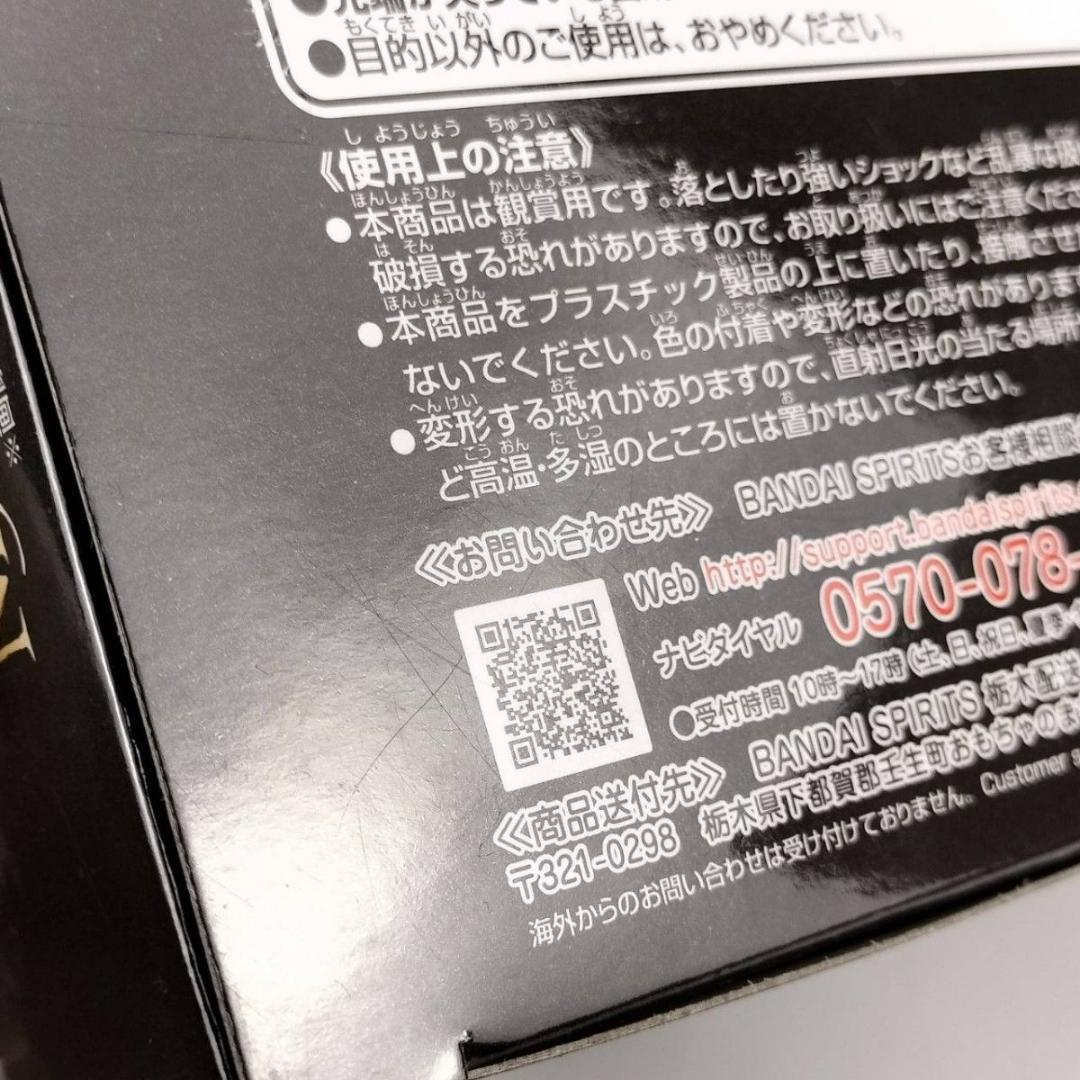 目的以外のご使用は、おやめください。
《使用上の注意》
●本商品は観賞用です。落としたり強いショックなど乱暴な
破損する恐れがありますので、お取り扱いにはご注意くださ
●本商品をプラスチック製品の上に置いたり、接触させ
ないでください。色の付着や変形などの恐れがあります
●変形する恐れがありますので、直射日光の当たる場所
ど高温・多湿のところには置かないでください。
《お問い合わせ先》 BANDAI SPIRITSお客様相談
Web http://support.bandaispirits.
ナビダイヤル 0570-078-
●受付時間 10時〜17時 (土、日、祝日、夏季・
《商品送付先》 BANDAI SPIRITS 栃木配送
〒321-0298 栃木県下都賀郡壬生町おもちゃのま
海外からのお問い合わせは受け付けておりません。 Customer